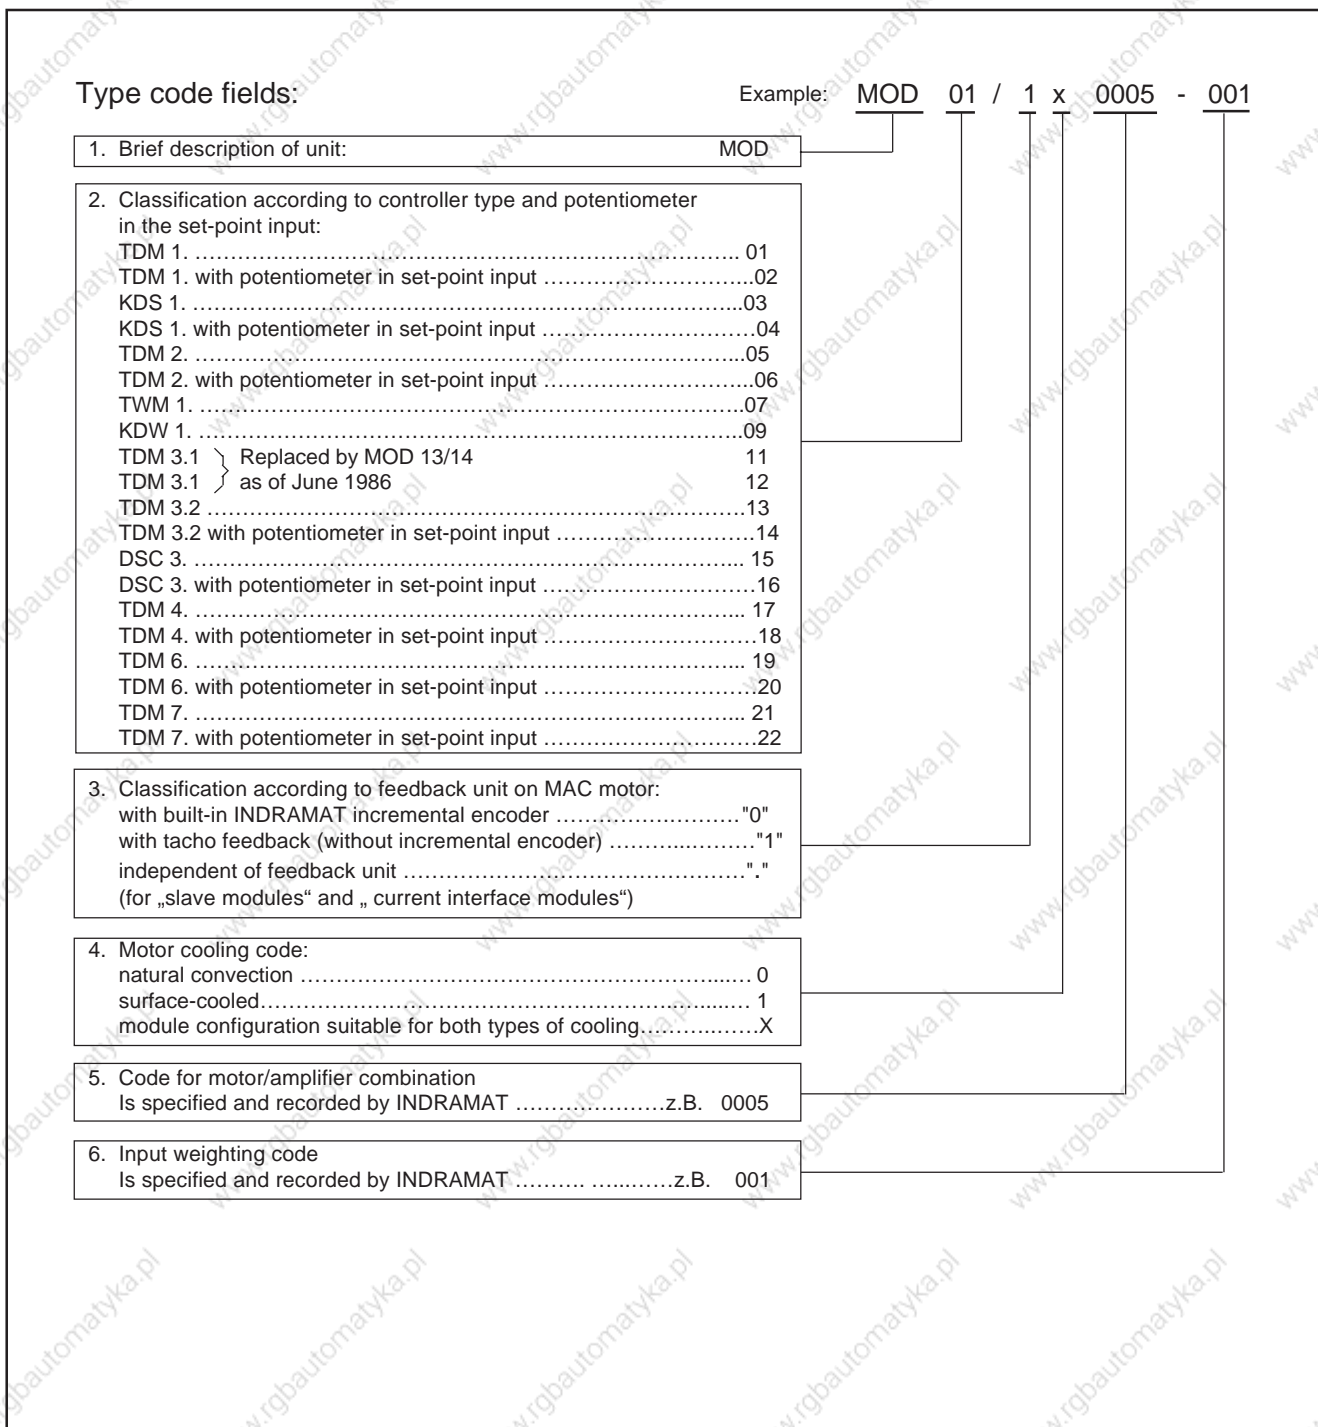 Type code fields:
Example: MOD 01 / 1 x 0005 - 001
1. Brief description of unit: MOD
2. Classification according to controller type and potentiometer
in the set-point input:
TDM 1. ………………………………………………………………….. 01
TDM 1. with potentiometer in set-point input ………………………...02
KDS 1. …………………………………………………………………...03
KDS 1. with potentiometer in set-point input …………………………04
TDM 2. …………………………………………………………………..05
TDM 2. with potentiometer in set-point input ………………………...06
TWM 1. …………………………………………………………………..07
KDW 1. …………………………………………………………………..09
TDM 3.1 } Replaced by MOD 13/14 11
TDM 3.1 as of June 1986 12
TDM 3.2 ………………………………………………………………….13
TDM 3.2 with potentiometer in set-point input ……………………….14
DSC 3. …………………………………………………………………... 15
DSC 3. with potentiometer in set-point input …………………………16
TDM 4. ………………………………………………………………….. 17
TDM 4. with potentiometer in set-point input …………………………18
TDM 6. …………………………………………………………………... 19
TDM 6. with potentiometer in set-point input ………………………….20
TDM 7. …………………………………………………………………... 21
TDM 7. with potentiometer in set-point input …………………………22
3. Classification according to feedback unit on MAC motor:
with built-in INDRAMAT incremental encoder ……………..………"0"
with tacho feedback (without incremental encoder) ………...………"1"
independent of feedback unit …………………………………………"."
(for „slave modules“ and „ current interface modules“)
4. Motor cooling code:
natural convection …………………………………………………....… 0
surface-cooled…………………………………………………….....… 1
module configuration suitable for both types of cooling………..……X
5. Code for motor/amplifier combination
Is specified and recorded by INDRAMAT …………………z.B. 0005
6. Input weighting code
Is specified and recorded by INDRAMAT ………. …...……z.B. 001
www.rgbautomatyka.pl